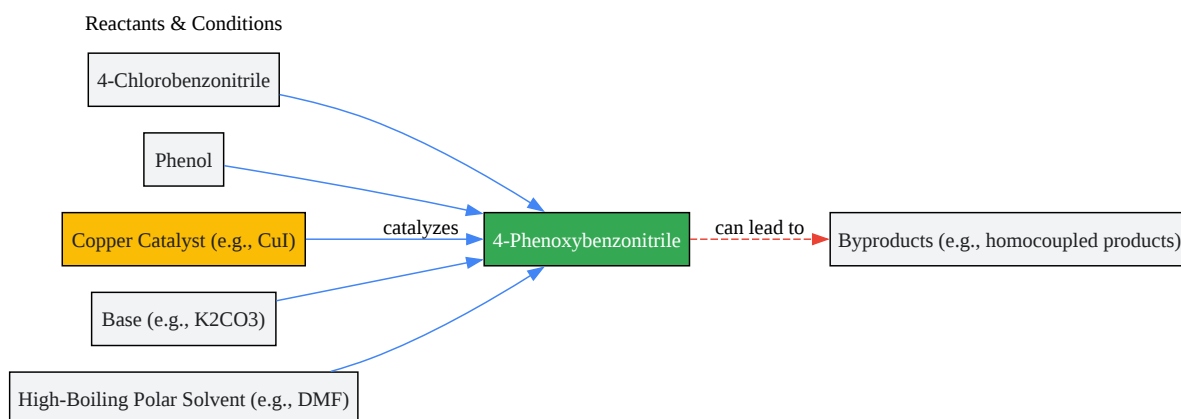 Reactants & Conditions
4-Chlorobenzonitrile
Phenol
Copper Catalyst (e.g., CuI)
catalyzes
4-Phenoxybenzonitrile
can lead to
Byproducts (e.g., homocoupled products)
Base (e.g., K2CO3)
High-Boiling Polar Solvent (e.g., DMF)